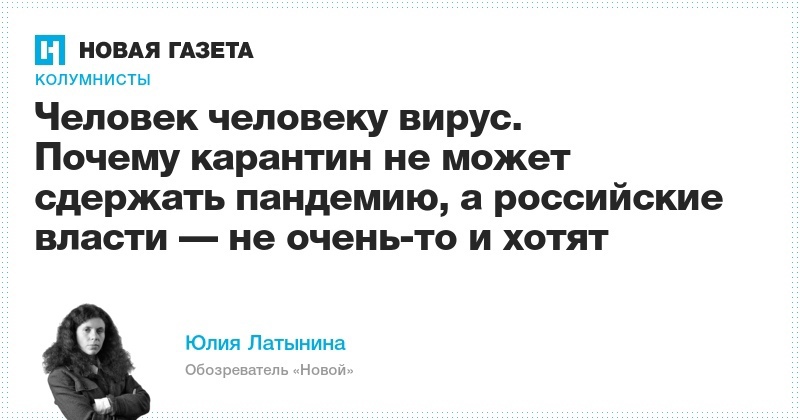 НОВАЯ ГАЗЕТА
КОЛУМНИСТЫ
Человек человеку вирус.
Почему карантин не может
сдержать пандемию, а российские
власти — не очень-то и хотят
Юлия Латынина
Обозреватель «Новой»